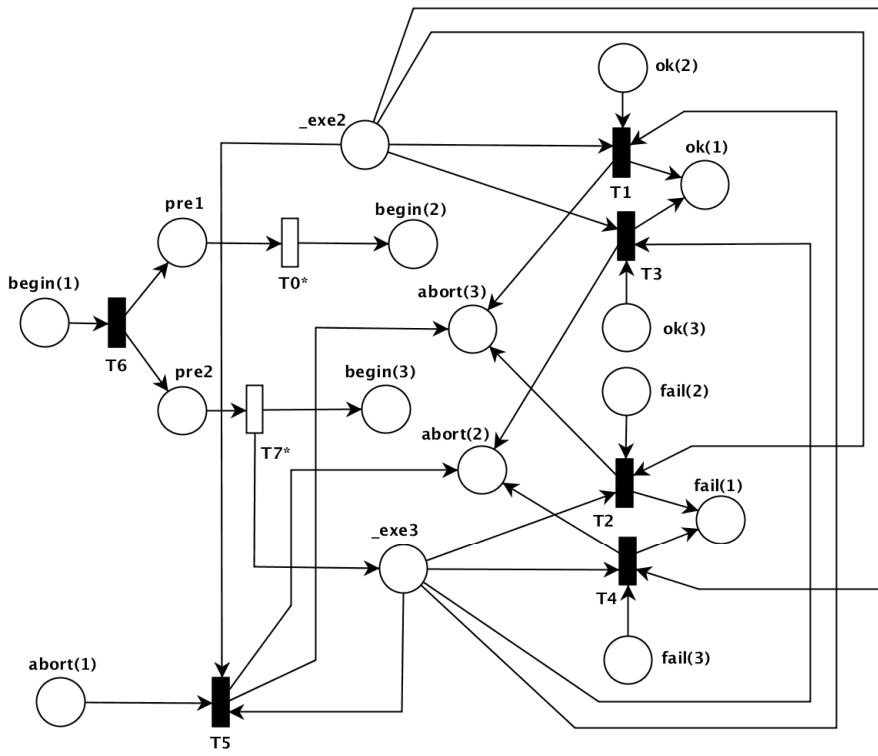 ok(2)
_exe2
ok(1)
T1
pre1
begin(2)
T3
T0*
begin(1)
abort(3)
ok(3)
T6
pre2
begin(3)
fail(2)
abort(2)
T7*
fail(1)
T2
_exe3
T4
abort(1)
fail(3)
T5